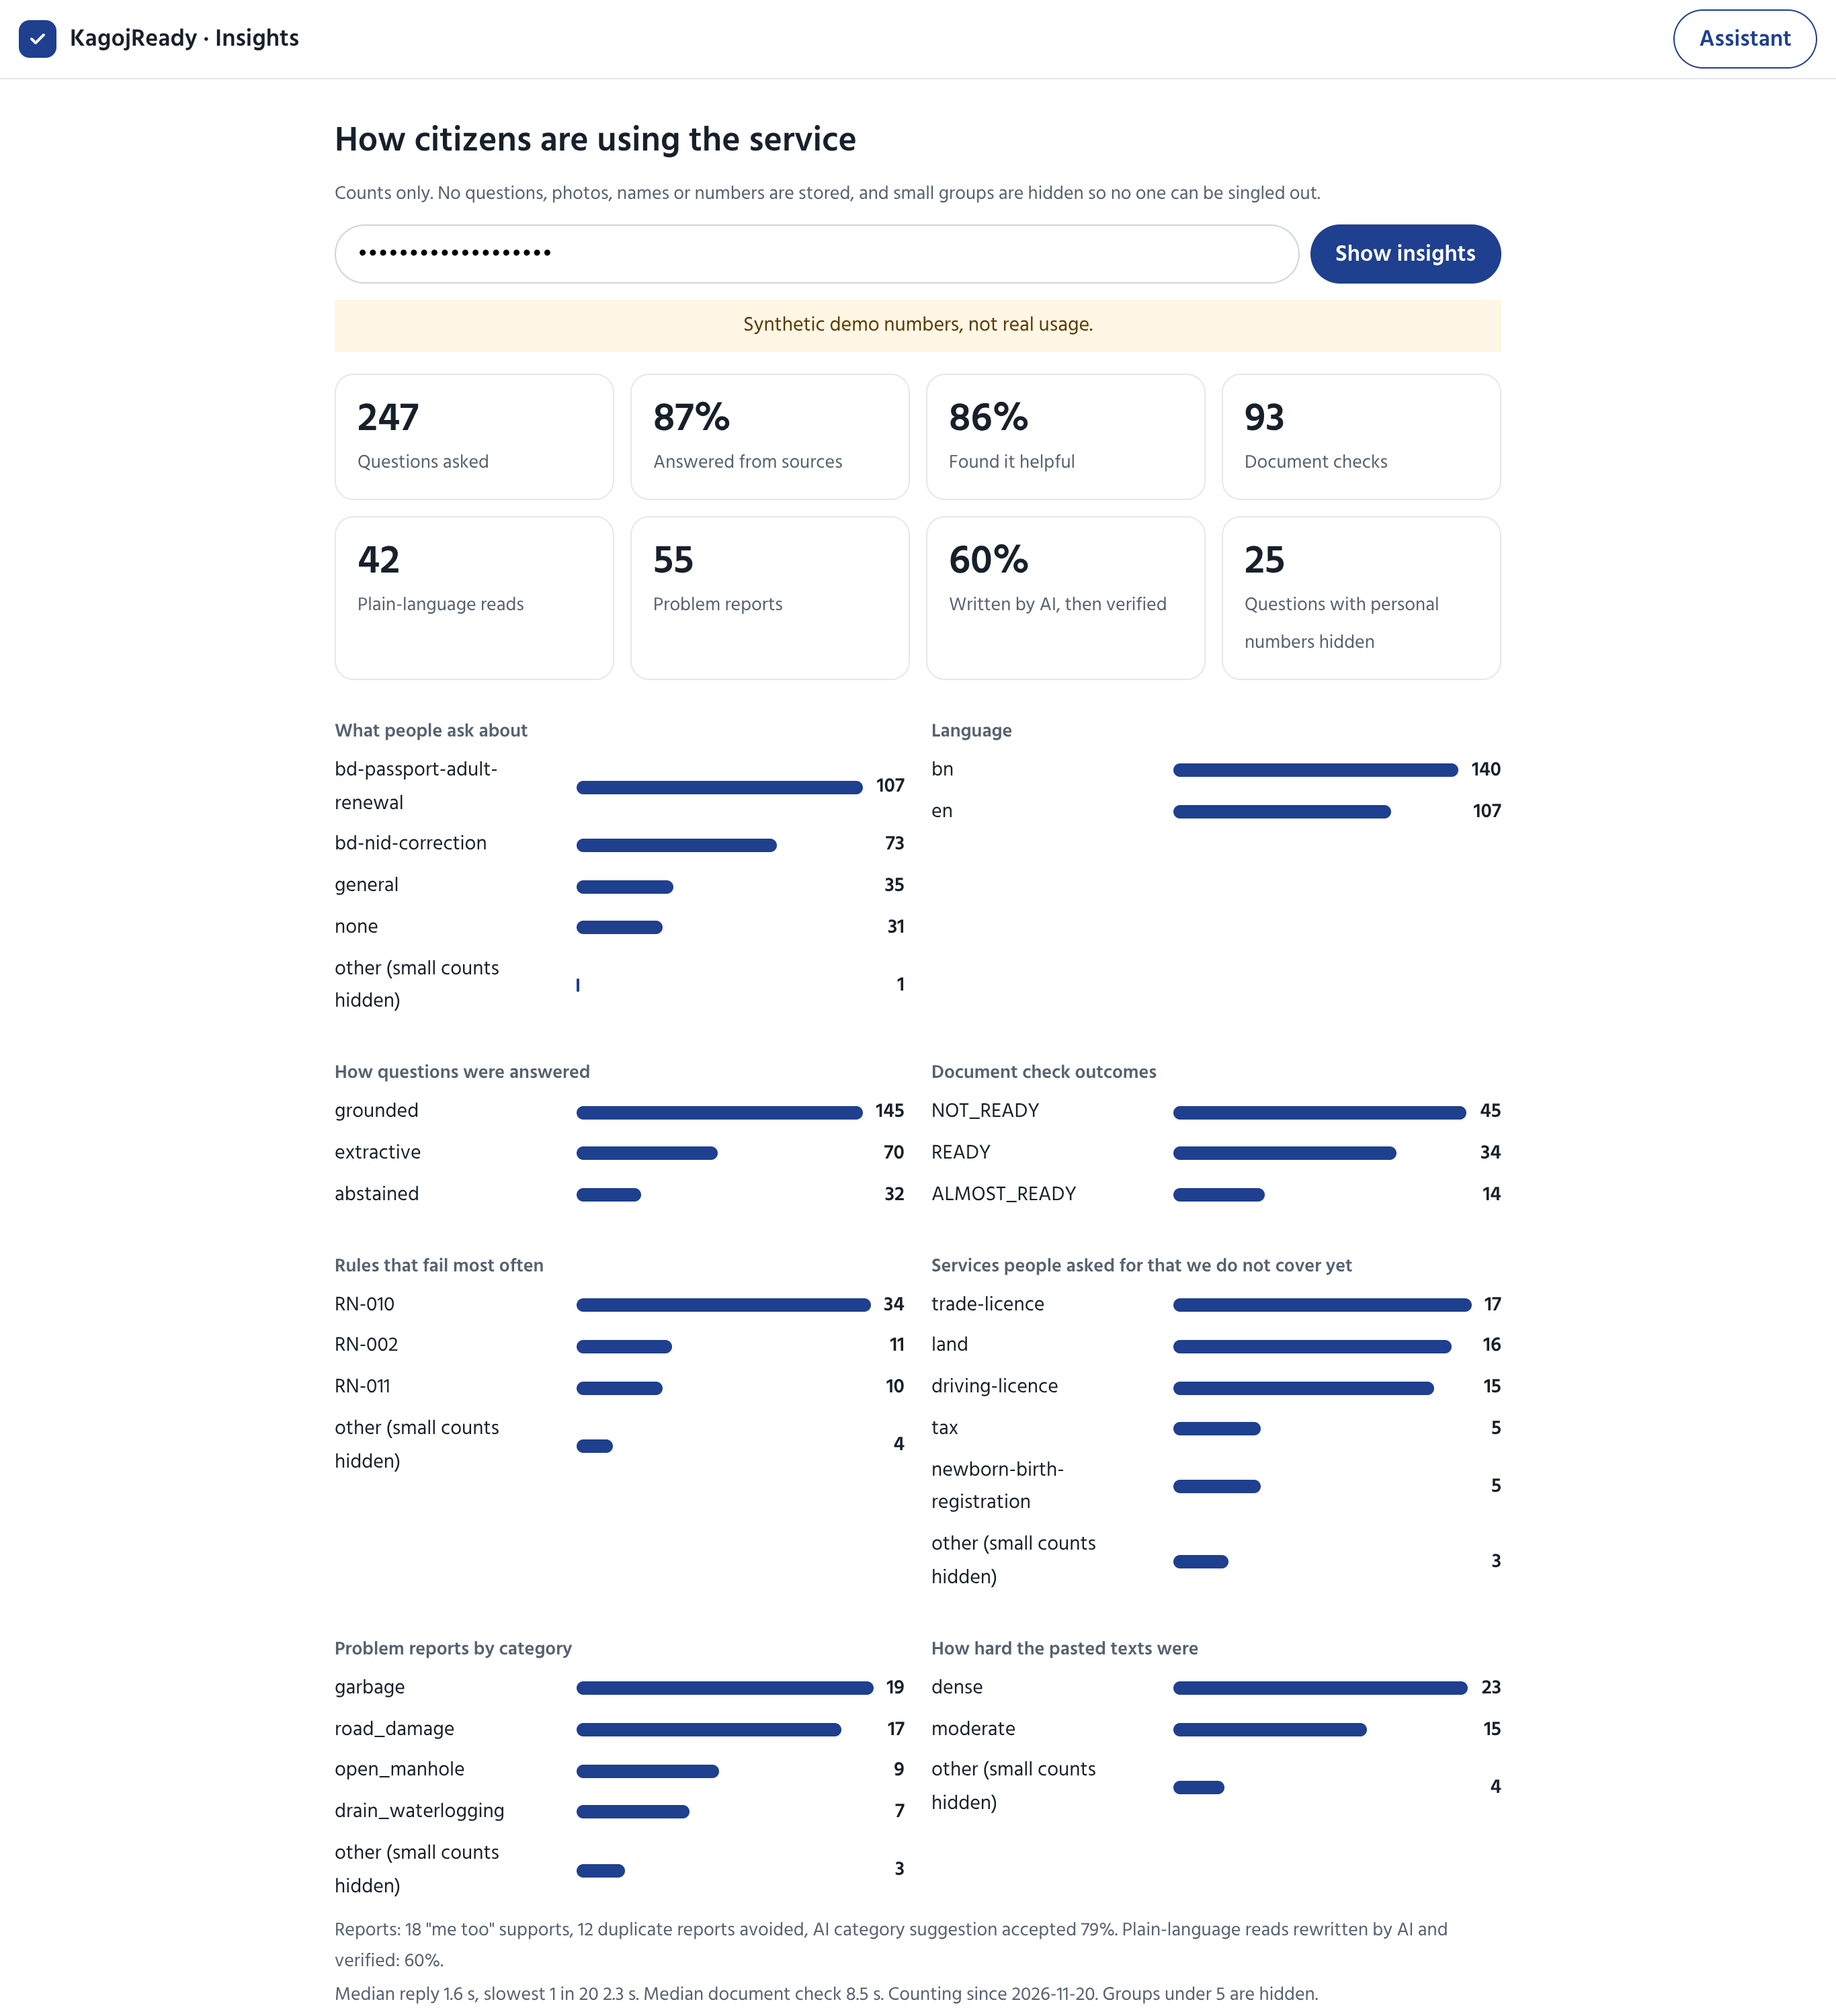 KagojReady · Insights
Assistant
How citizens are using the service
Counts only. No questions, photos, names or numbers are stored, and small groups are hidden so no one can be singled out.
•••••••••••••••••••
Show insights
Synthetic demo numbers, not real usage.
247
Questions asked
87%
Answered from sources
86%
Found it helpful
93
Document checks
42
Plain-language reads
55
Problem reports
60%
Written by AI, then verified
25
Questions with personal
numbers hidden
What people ask about
bd-passport-adult-
renewal
107
bd-nid-correction
73
general
35
none
31
other (small counts
hidden)
1
Language
bn
140
en
107
How questions were answered
grounded
145
extractive
70
abstained
32
Document check outcomes
NOT_READY
45
READY
34
ALMOST_READY
14
Rules that fail most often
RN-010
34
RN-002
11
RN-011
10
other (small counts
hidden)
4
Services people asked for that we do not cover yet
trade-licence
17
land
16
driving-licence
15
tax
5
newborn-birth-
registration
5
other (small counts
hidden)
3
Problem reports by category
garbage
19
road_damage
17
open_manhole
9
drain_waterlogging
7
other (small counts
hidden)
3
How hard the pasted texts were
dense
23
moderate
15
other (small counts
hidden)
4
Reports: 18 "me too" supports, 12 duplicate reports avoided, AI category suggestion accepted 79%. Plain-language reads rewritten by AI and
verified: 60%.
Median reply 1.6 s, slowest 1 in 20 2.3 s. Median document check 8.5 s. Counting since 2026-11-20. Groups under 5 are hidden.